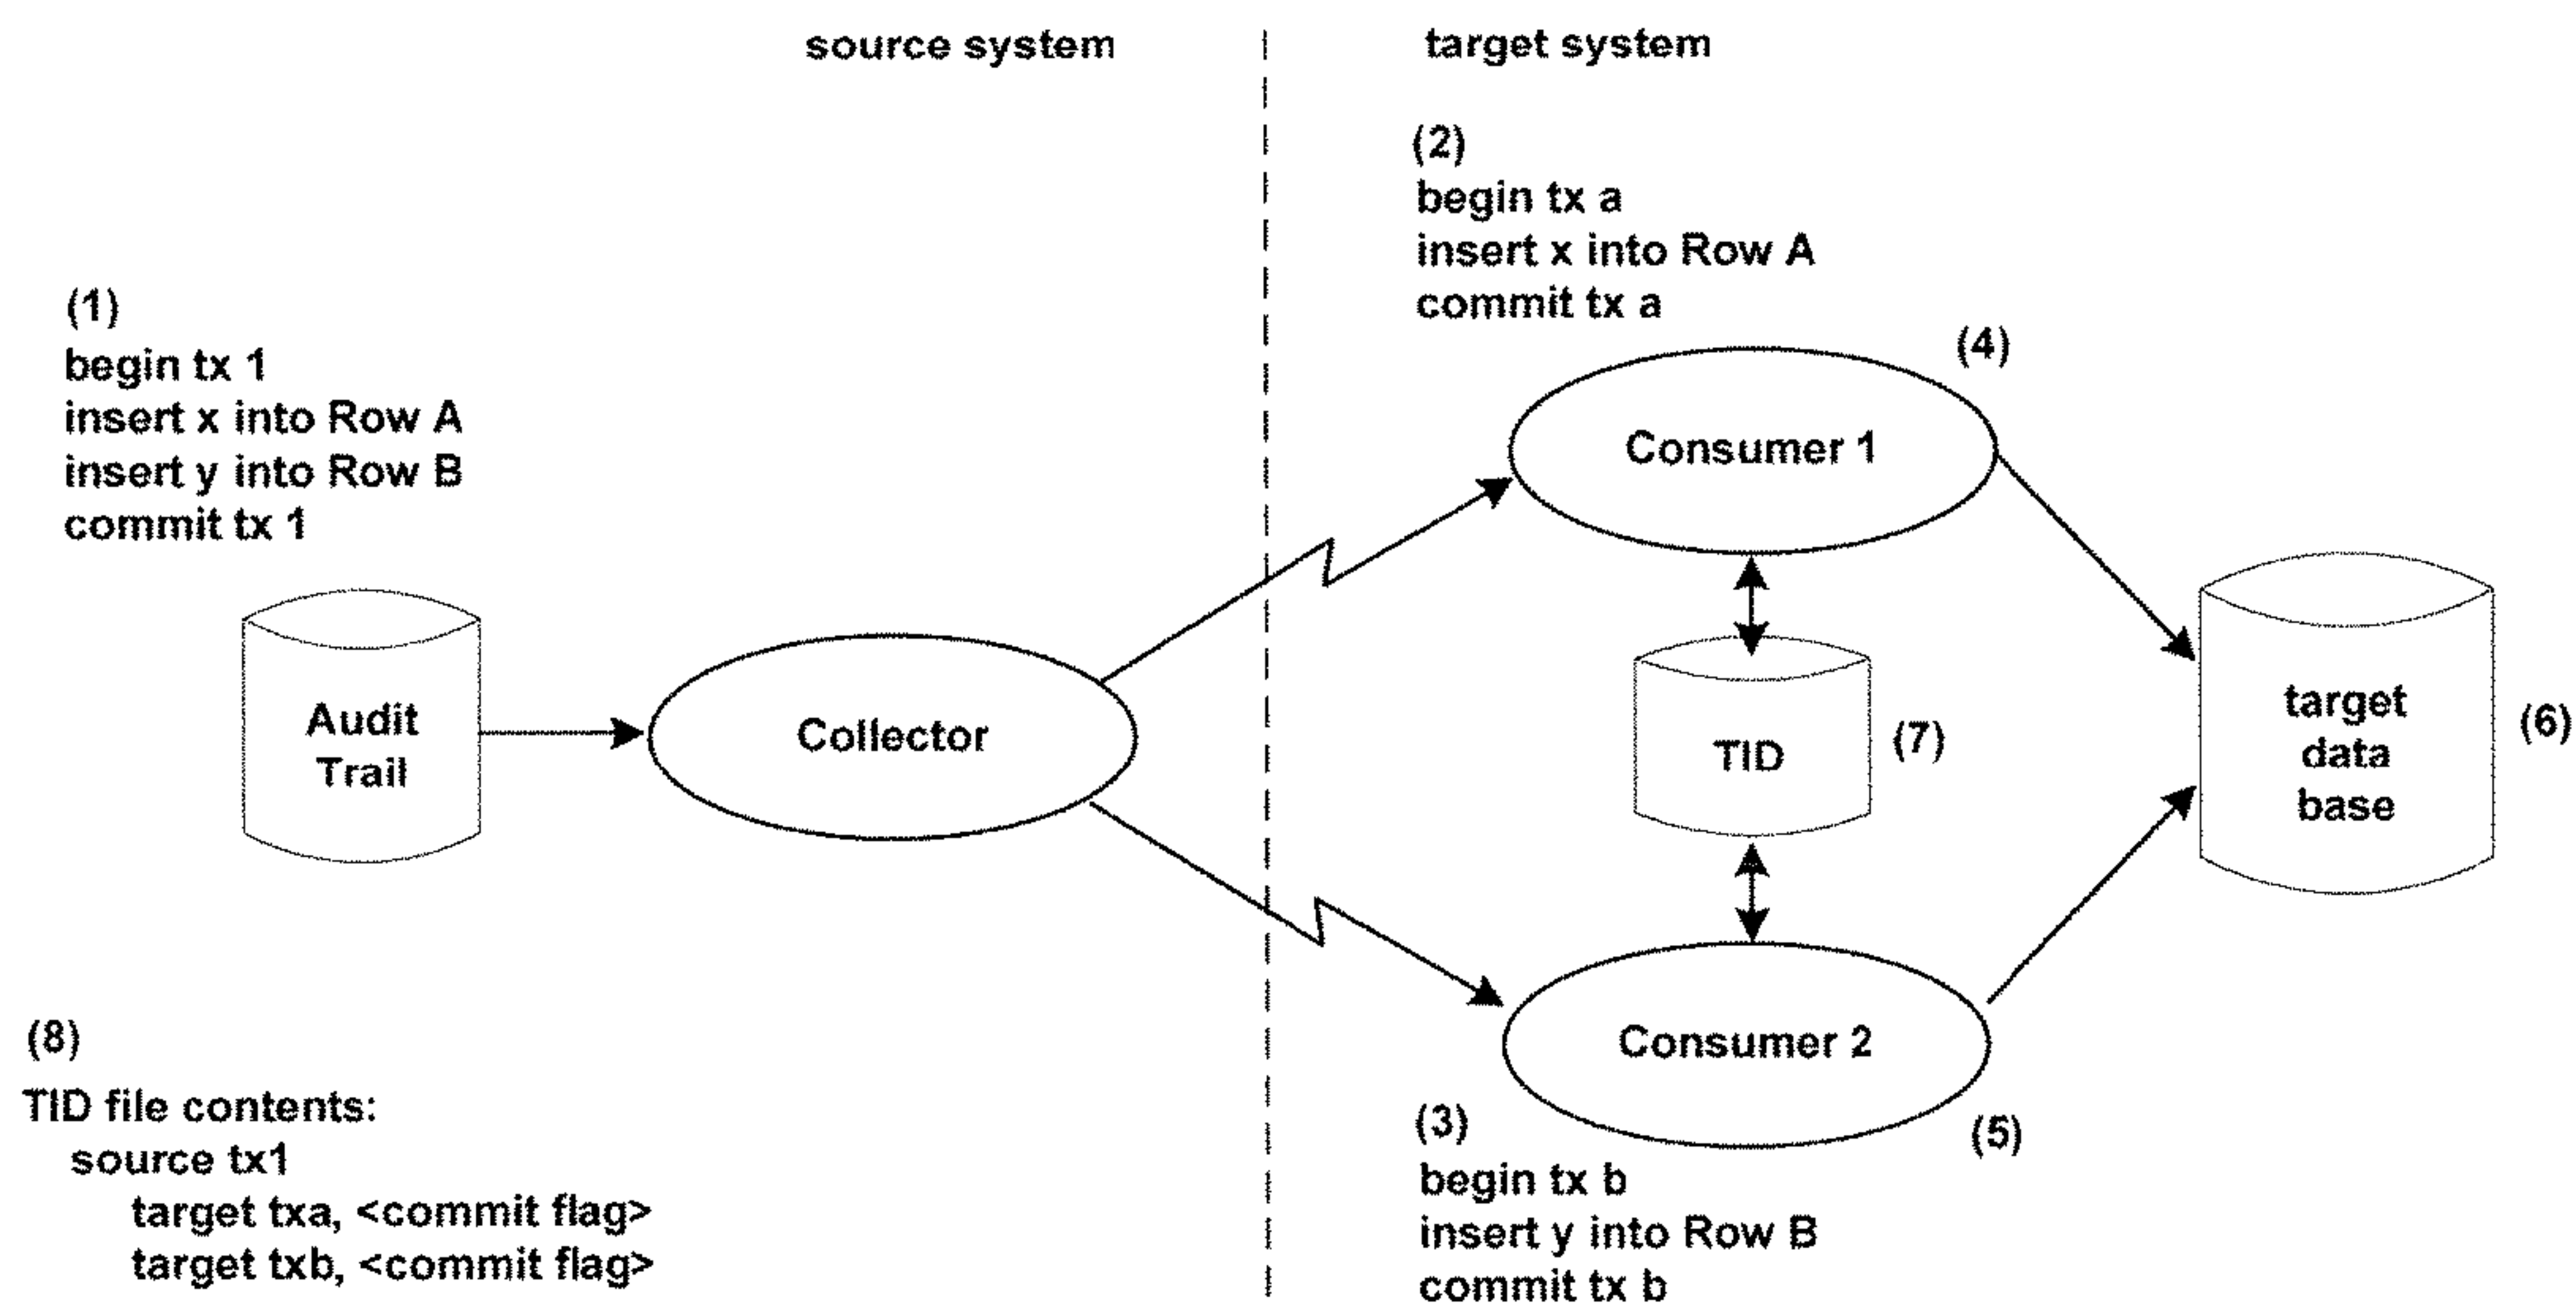 source system
target system
(1)
begin tx 1
insert x into Row A
insert y into Row B
commit tx 1
(2)
begin tx a
insert x into Row A
commit tx a
(4)
Consumer 1
Audit
Trail
Collector
TID
(7)
target
data
base
(6)
Consumer 2
(5)
(3)
begin tx b
insert y into Row B
commit tx b
(8)
TID file contents:
source tx1
target txa, <commit flag>
target txb, <commit flag>